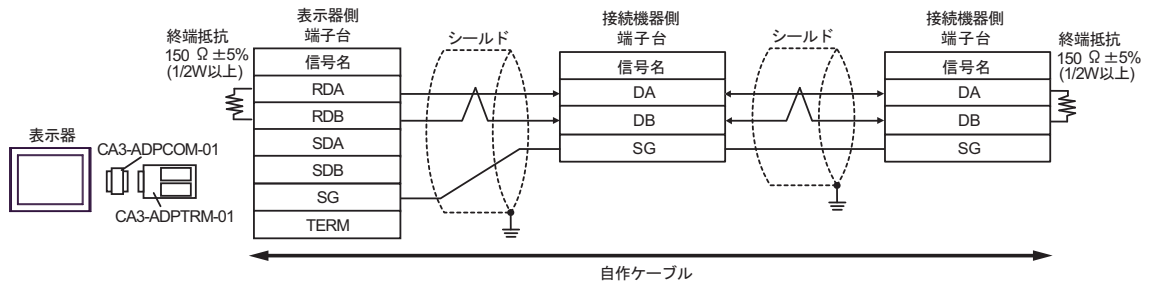 表示器
CA3-ADPCOM-01
CA3-ADPTRM-01
終端抵抗
150 Ω ±5%
(1/2W以上)
表示器側
端子台
信号名
RDA
RDB
SDA
SDB
SG
TERM
シールド
接続機器側
端子台
信号名
DA
DB
SG
シールド
接続機器側
端子台
信号名
DA
DB
SG
終端抵抗
150 Ω ±5%
(1/2W以上)
自作ケーブル